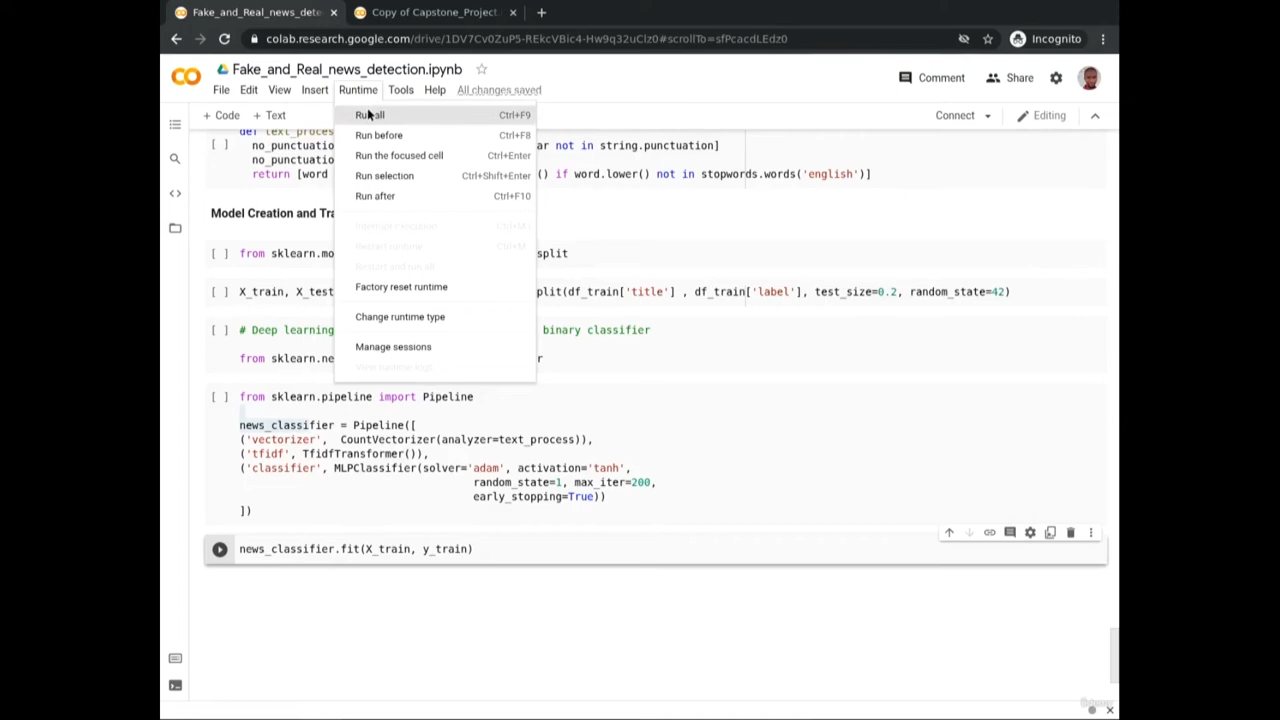 Fake_and_Real_news_dete
Copy of Capstone_Project
colab.research.google.com/drive/1DV7Cv0ZuP5-REkcVBic4-Hw9q32uClz0#scrollTo=sfPcacdLEdz0
Incognito
Fake_and_Real_news_detection.ipynb
Comment
Share
File Edit View Insert Runtime Tools Help All changes saved
+ Code + Text
Connect
Editing
Run all Ctrl+F9
Run before Ctrl+F8
Run the focused cell Ctrl+Enter
Run selection Ctrl+Shift+Enter
Run after Ctrl+F10
Interrupt execution Ctrl+M I
Restart runtime Ctrl+M .
Restart and run all
Factory reset runtime
Change runtime type
Manage sessions
View runtime logs
def text_process
[ ] no_punctuation ar not in string.punctuation]
no_punctuation
return [word () if word.lower() not in stopwords.words('english')]
Model Creation and Tra
[ ] from sklearn.mo split
[ ] X_train, X_test plit(df_train['title'] , df_train['label'], test_size=0.2, random_state=42)
[ ] # Deep learning binary classifier
from sklearn.ne r
[ ] from sklearn.pipeline import Pipeline
news_classifier = Pipeline([
('vectorizer', CountVectorizer(analyzer=text_process)),
('tfidf', TfidfTransformer()),
('classifier', MLPClassifier(solver='adam', activation='tanh',
random_state=1, max_iter=200,
early_stopping=True))
])
news_classifier.fit(X_train, y_train)